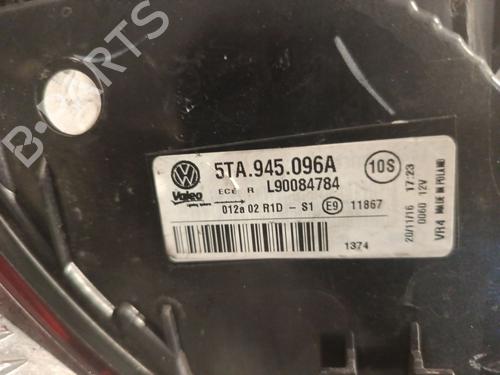 B-PARTS
5TA.945.096A
10S
Valeo
ECE R L90084784
012a 02 R1D - S1 E9 11867
1374
20/11/16 17:23
0060 12V
VR4 MADE IN POLAND